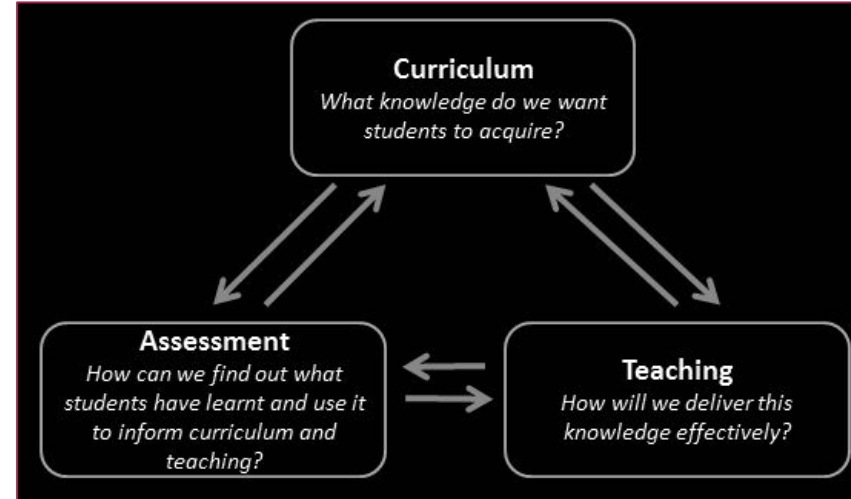 Curriculum
What knowledge do we want
students to acquire?
Assessment
How can we find out what
students have learnt and use it
to inform curriculum and
teaching?
Teaching
How will we deliver this
knowledge effectively?